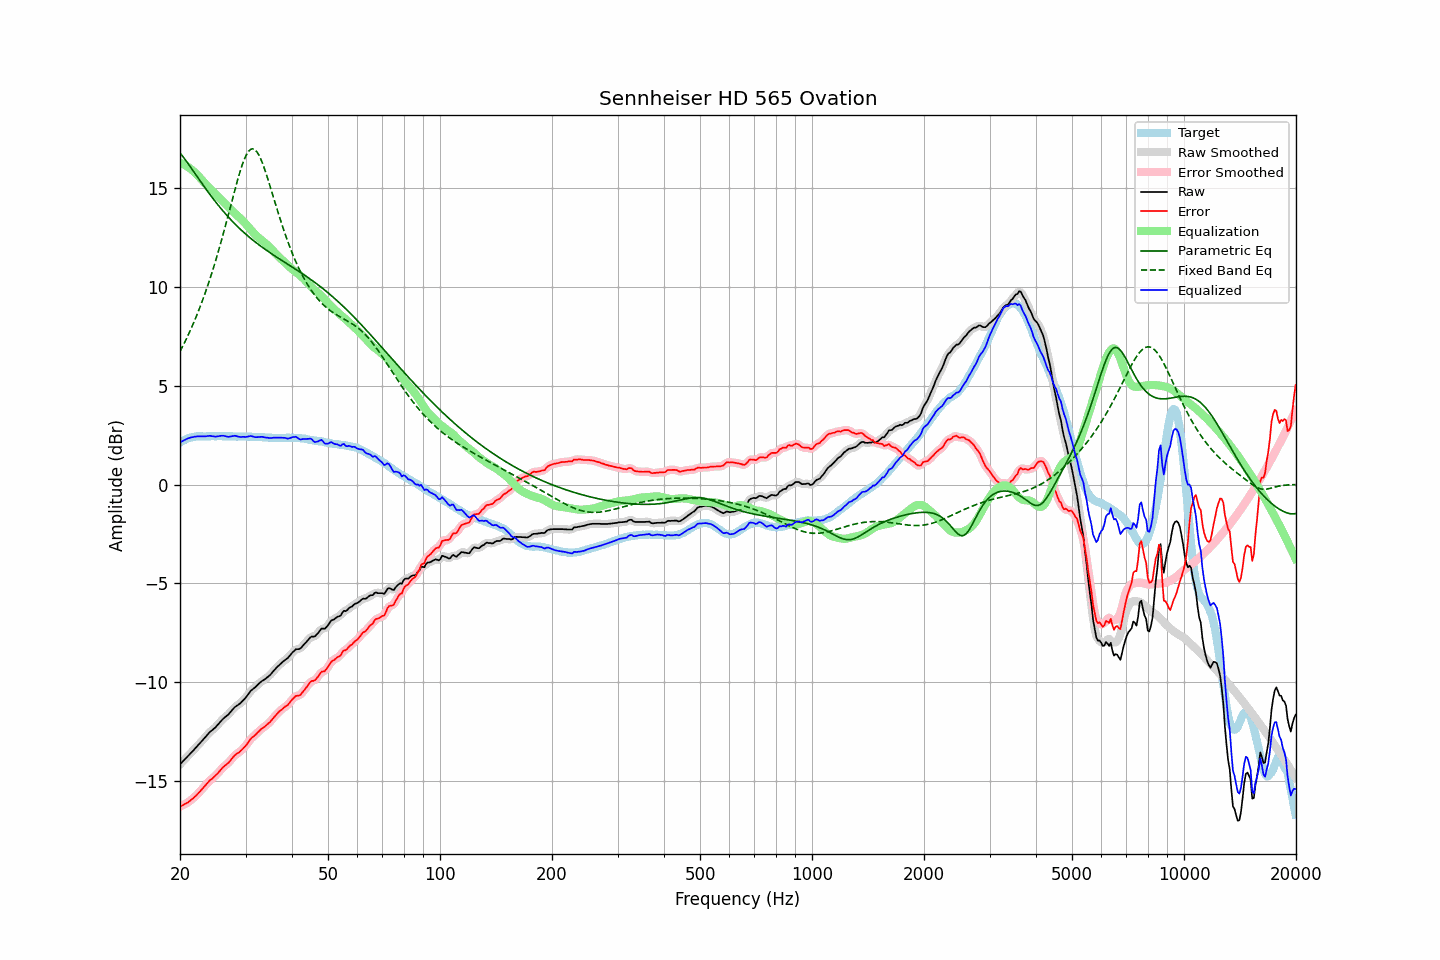 Sennheiser HD 565 Ovation
Target
Raw Smoothed
Error Smoothed
Raw
Error
Equalization
Parametric Eq
Fixed Band Eq
Equalized
Amplitude (dBr)
15
10
5
0
−5
−10
−15
20
50
100
200
500
1000
2000
5000
10000
20000
Frequency (Hz)